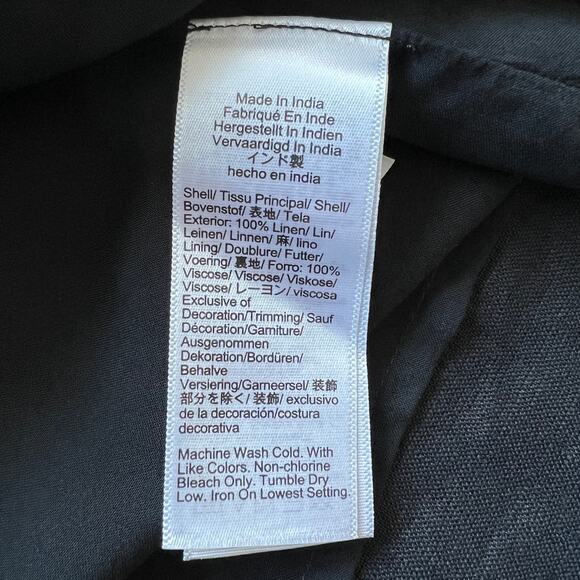 Made In India
Fabriqué En Inde
Hergestellt In Indien
Vervaardigd In India
インド製
hecho en india
Shell/ Tissu Principal/ Shell/
Bovenstof/ 表地/ Tela
Exterior: 100% Linen/ Lin/
Leinen/ Linnen/ 麻/ lino
Lining/ Doublure/ Futter/
Voering/ 裏地/ Forro: 100%
Viscose/ Viscose/ Viskose/
Viscose/ レーヨン/ viscosa
Exclusive of
Decoration/Trimming/ Sauf
Décoration/Garniture/
Ausgenommen
Dekoration/Bordüren/
Behalve
Versiering/Garneersel/ 装飾
部分を除く/ 装飾/ exclusivo
de la decoración/costura
decorativa
Machine Wash Cold. With
Like Colors. Non-chlorine
Bleach Only. Tumble Dry
Low. Iron On Lowest Setting.